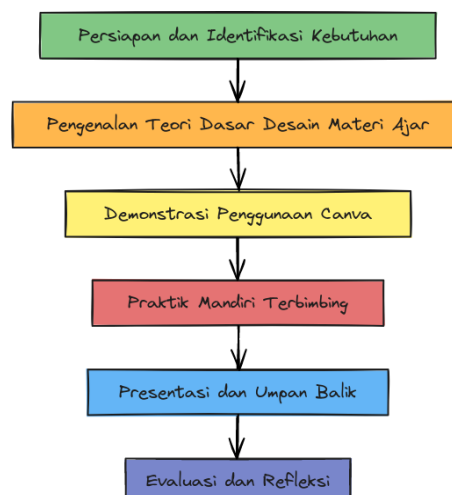 Persiapan dan Identifikasi Kebutuhan
Pengenalan Teori Dasar Desain Materi Ajar
Demonstrasi Penggunaan Canva
Praktik Mandiri Terbimbing
Presentasi dan Umpan Balik
Evaluasi dan Refleksi